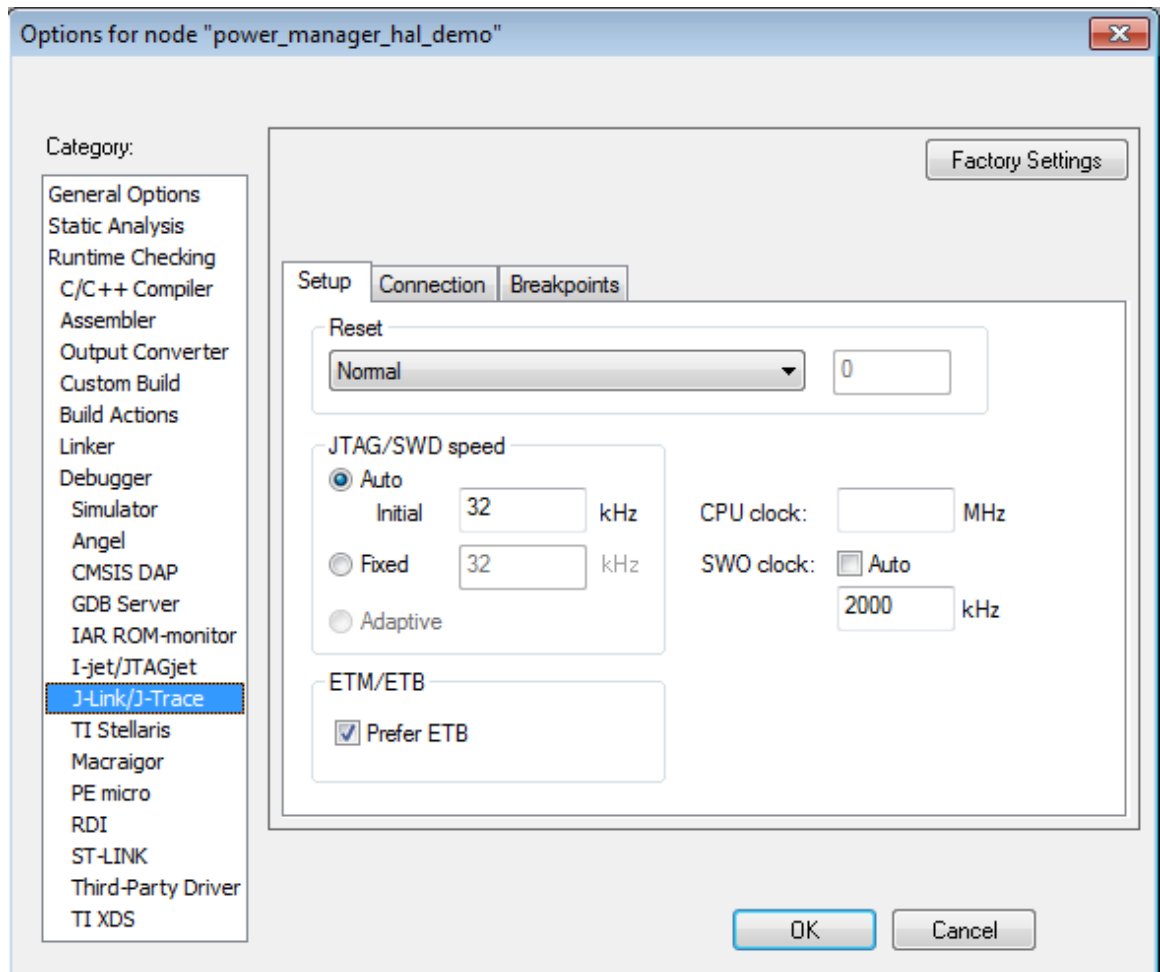 Options for node "power_manager_hal_demo"
Category:
Factory Settings
General Options
Static Analysis
Runtime Checking
C/C++ Compiler
Assembler
Output Converter
Custom Build
Build Actions
Linker
Debugger
Simulator
Angel
CMSIS DAP
GDB Server
IAR ROM-monitor
I-jet/JTAGjet
J-Link/J-Trace
TI Stellaris
Macraigor
PE micro
RDI
ST-LINK
Third-Party Driver
TI XDS
Setup Connection Breakpoints
Reset
Normal 0
JTAG/SWD speed
Auto
Initial 32 kHz
Fixed 32 kHz
Adaptive
CPU clock: MHz
SWO clock: Auto
2000 kHz
ETM/ETB
Prefer ETB
OK Cancel